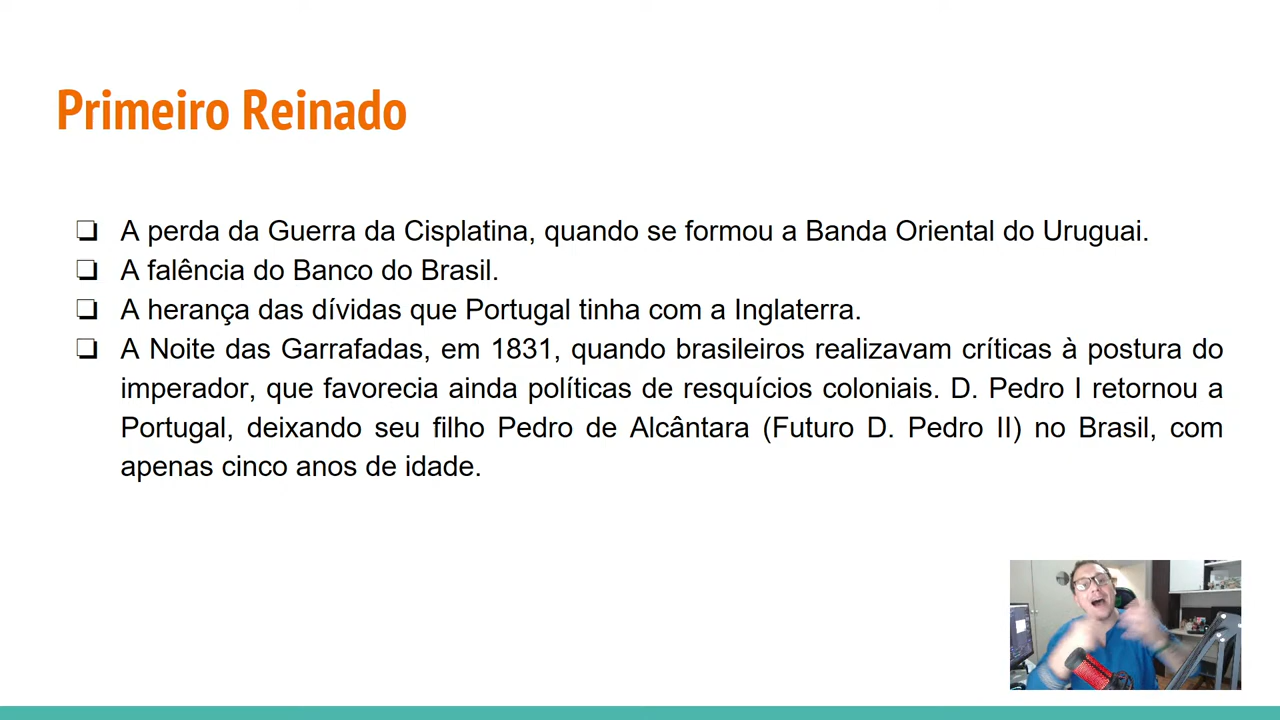 Primeiro Reinado
❏ A perda da Guerra da Cisplatina, quando se formou a Banda Oriental do Uruguai.
❏ A falência do Banco do Brasil.
❏ A herança das dívidas que Portugal tinha com a Inglaterra.
❏ A Noite das Garrafadas, em 1831, quando brasileiros realizavam críticas à postura do
imperador, que favorecia ainda políticas de resquícios coloniais. D. Pedro I retornou a
Portugal, deixando seu filho Pedro de Alcântara (Futuro D. Pedro II) no Brasil, com
apenas cinco anos de idade.